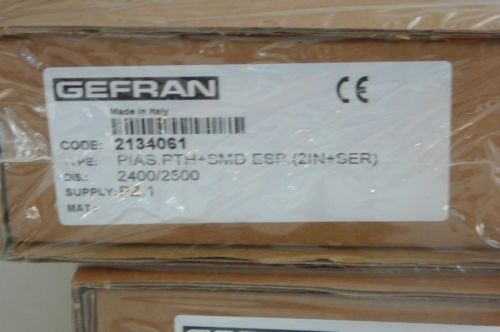 GEFRAN
CE
Made in Italy
CODE: 2134061
TYPE: PIAS.PTH+SMD ESP.(2IN+SER)
DIS.: 2400/2500
SUPPLY: PZ.1
MAT.
GEFRAN